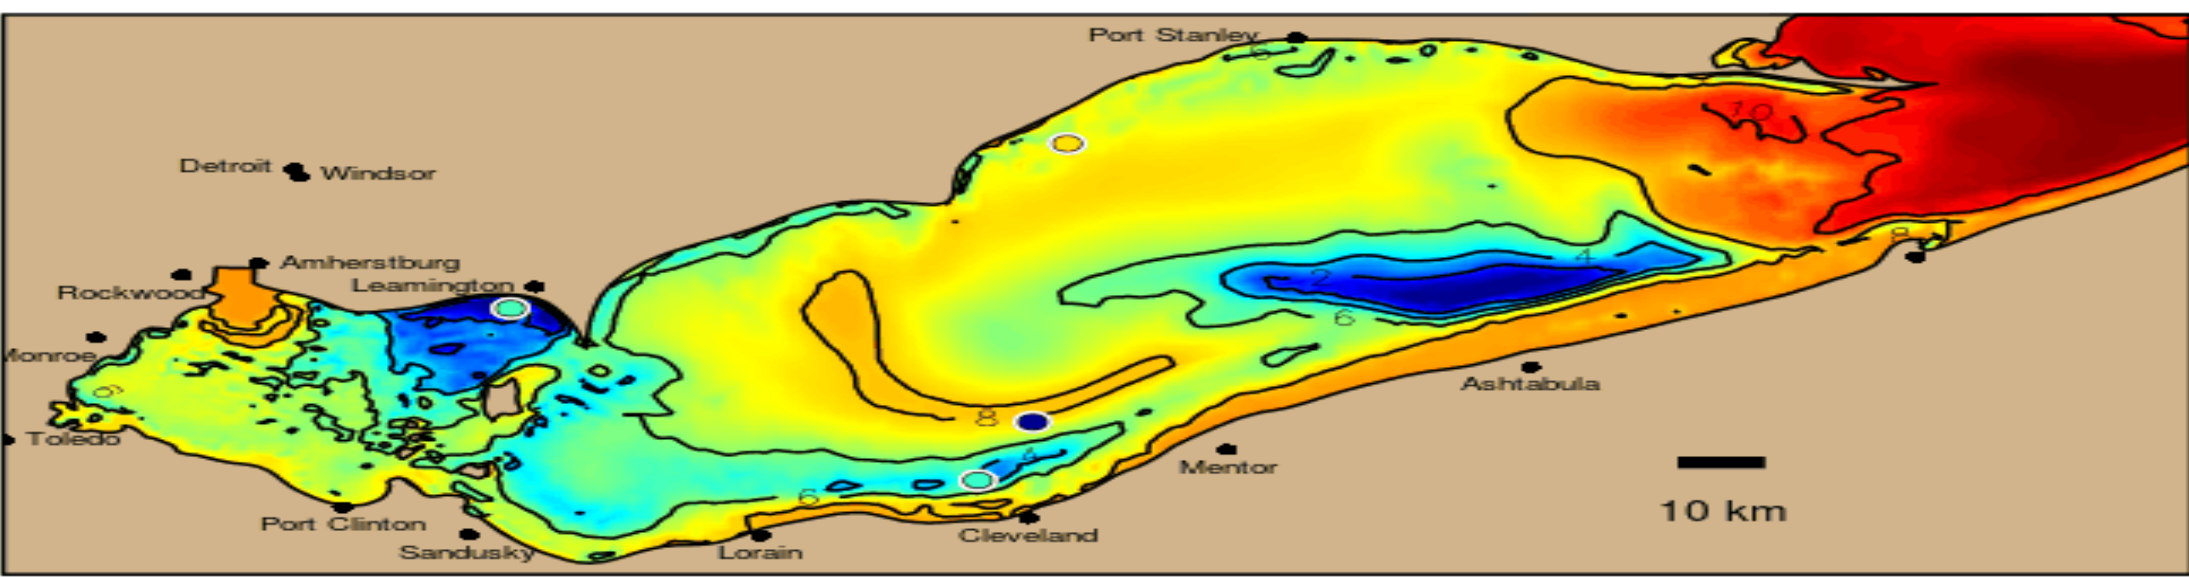 Port Stanley
6
10
Detroit
Windsor
Amherstburg
Leamington
Rockwood
4
2
6
Monroe
6
8
Ashtabula
Toledo
4
Mentor
6
10 km
Port Clinton
Cleveland
Sandusky
Lorain